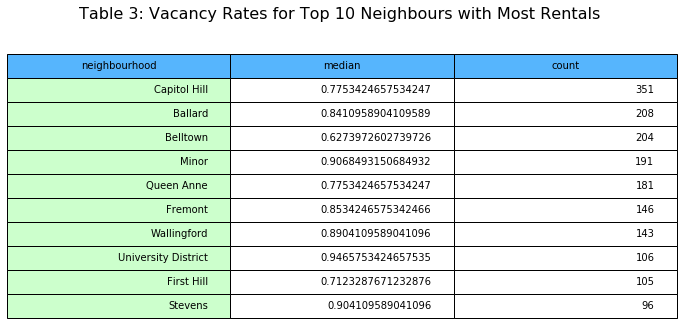 Table 3: Vacancy Rates for Top 10 Neighbours with Most Rentals
neighbourhood median count
Capitol Hill 0.7753424657534247 351
Ballard 0.8410958904109589 208
Belltown 0.6273972602739726 204
Minor 0.9068493150684932 191
Queen Anne 0.7753424657534247 181
Fremont 0.8534246575342466 146
Wallingford 0.8904109589041096 143
University District 0.9465753424657535 106
First Hill 0.7123287671232876 105
Stevens 0.904109589041096 96